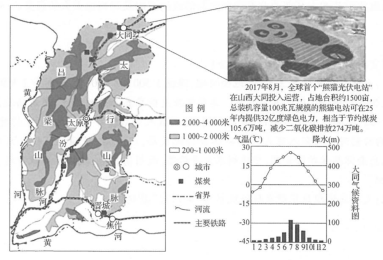 大同
昌
太
黄
梁
太原
行
河
汾
山
山
脉
河
脉
晋城
焦作
黄
河
图例
2 000~4 000米
1 000~2 000米
200~1 000米
城市
煤炭
省界
河流
主要铁路
2017年8月，全球首个“熊猫光伏电站”
在山西大同投入运营，占地合积约1500亩，
总装机容量100兆瓦规模的熊猫电站可在25
年内提供32亿度绿色电力，相当于节约煤炭
105.6万吨，减少二氧化碳排放274万吨。
气温(℃) 降水(m)
30 500
15 400
0 300
-15 200
-30 100
-45 0
1 2 3 4 5 6 7 8 9 10 11 12
大同气候资料图